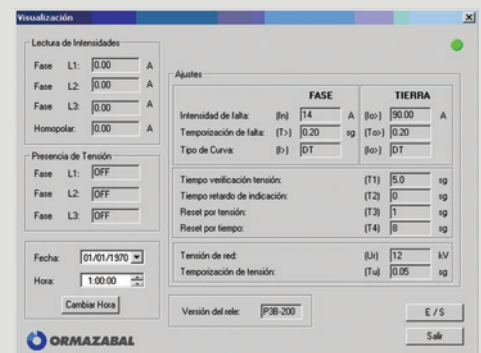 Visualización
Lectura de Intensidades
Fase L1: 0.00 A
Fase L2: 0.00 A
Fase L3: 0.00 A
Homopolar: 0.00 A
Presencia de Tensión
Fase L1: OFF
Fase L2: OFF
Fase L3: OFF
Fecha: 01/01/1970
Hora: 1:00:00
Cambiar Hora
ORMAZABAL
Ajustes
FASE TIERRA
Intensidad de falta: (In) 14 A (Io>) 90.00 A
Temporización de falta: (T>) 0.20 sg (To>) 0.20
Tipo de Curva: (I>) DT (Io>) DT
Tiempo verificación tensión: (T1) 5.0 sg
Tiempo retardo de indicación: (T2) 0 sg
Reset por tensión: (T3) 1 sg
Reset por tiempo: (T4) 8 sg
Tensión de red: (Ur) 12 kV
Temporización de tensión: (Tu) 0.05 sg
Versión del rele: P3B-200
E / S
Salir